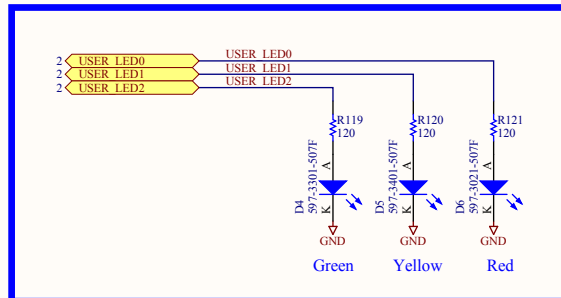 2 USER_LED0 USER_LED0
2 USER_LED1 USER_LED1
2 USER_LED2 USER_LED2
R119 R120 R121
120 120 120
A A A
D4 597-3301-507F D5 597-3401-507F D6 597-3021-507F
K K K
GND GND GND
Green Yellow Red